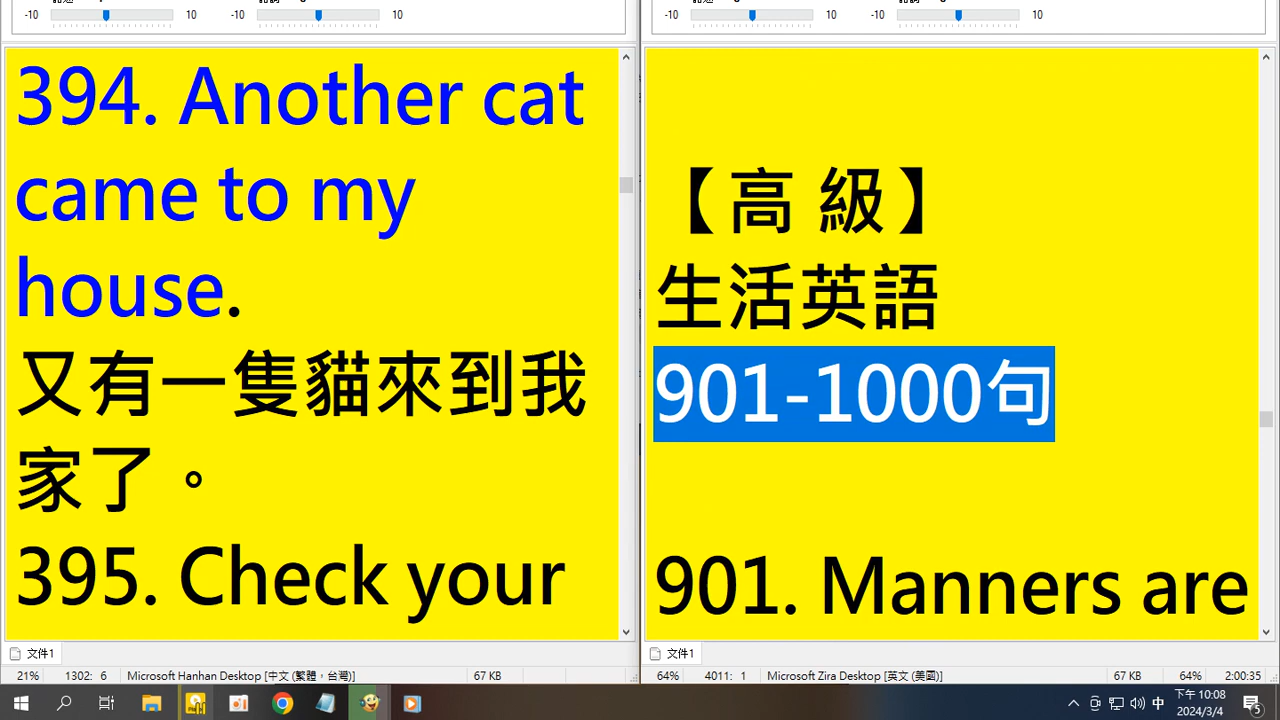 -10 10 -10 10
-10 10 -10 10
394. Another cat
came to my
house.
又有一隻貓來到我
家了。
395. Check your
【高 級】
生活英語
901-1000句
901. Manners are
文件1
文件1
21% 1302: 6 Microsoft Hanhan Desktop [中文 (繁體，台灣)] 67 KB
64% 4011: 1 Microsoft Zira Desktop [英文 (美國)] 67 KB 64% 2:00:35
中
下午 10:08
2024/3/4
5